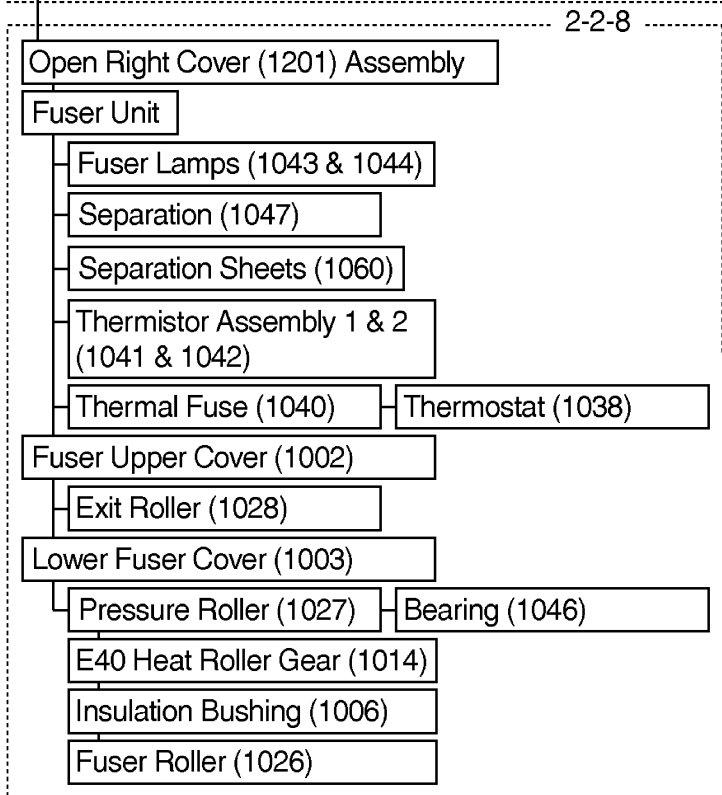 2-2-8
Open Right Cover (1201) Assembly
Fuser Unit
Fuser Lamps (1043 & 1044)
Separation (1047)
Separation Sheets (1060)
Thermistor Assembly 1 & 2
(1041 & 1042)
Thermal Fuse (1040) Thermostat (1038)
Fuser Upper Cover (1002)
Exit Roller (1028)
Lower Fuser Cover (1003)
Pressure Roller (1027) Bearing (1046)
E40 Heat Roller Gear (1014)
Insulation Bushing (1006)
Fuser Roller (1026)